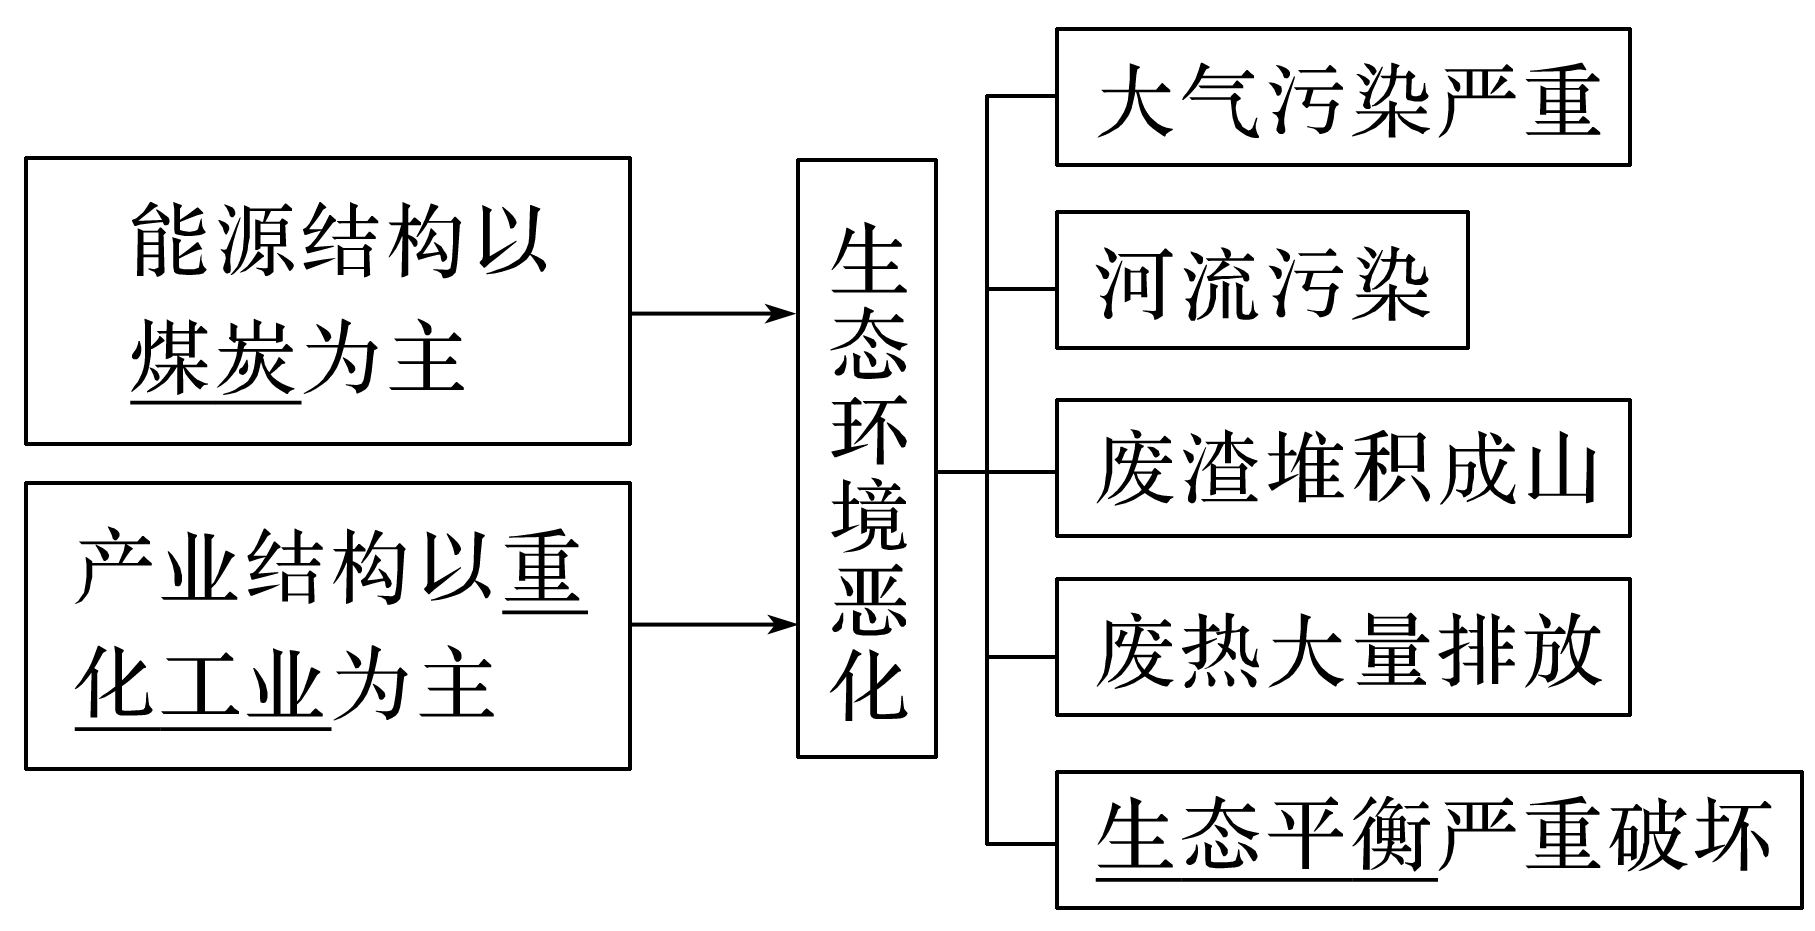 能源结构以
煤炭为主
产业结构以重
化工业为主
生态环境恶化
大气污染严重
河流污染
废渣堆积成山
废热大量排放
生态平衡严重破坏